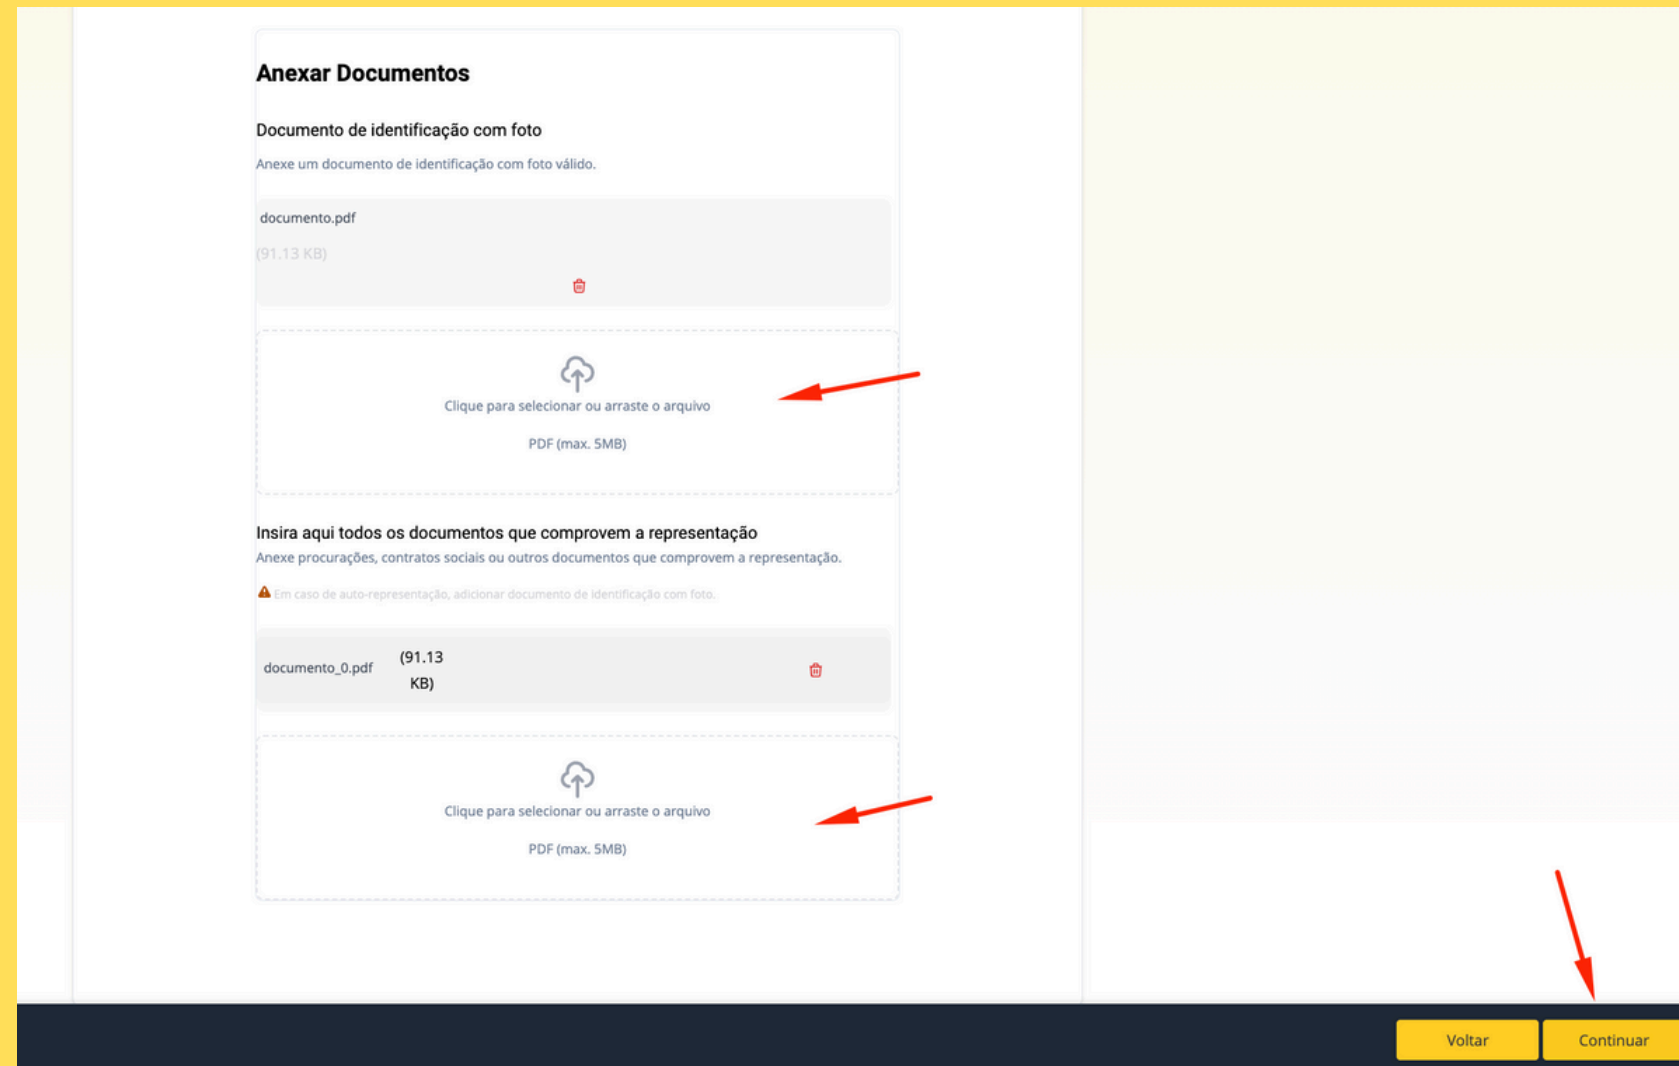 Anexar Documentos
Documento de identificação com foto
Anexe um documento de identificação com foto válido.
documento.pdf
(91.13 KB)
Clique para selecionar ou arraste o arquivo
PDF (max. 5MB)
Insira aqui todos os documentos que comprovem a representação
Anexe procurações, contratos sociais ou outros documentos que comprovem a representação.
Em caso de auto-representação, adicionar documento de identificação com foto.
documento_0.pdf
(91.13
KB)
Clique para selecionar ou arraste o arquivo
PDF (max. 5MB)
Voltar
Continuar